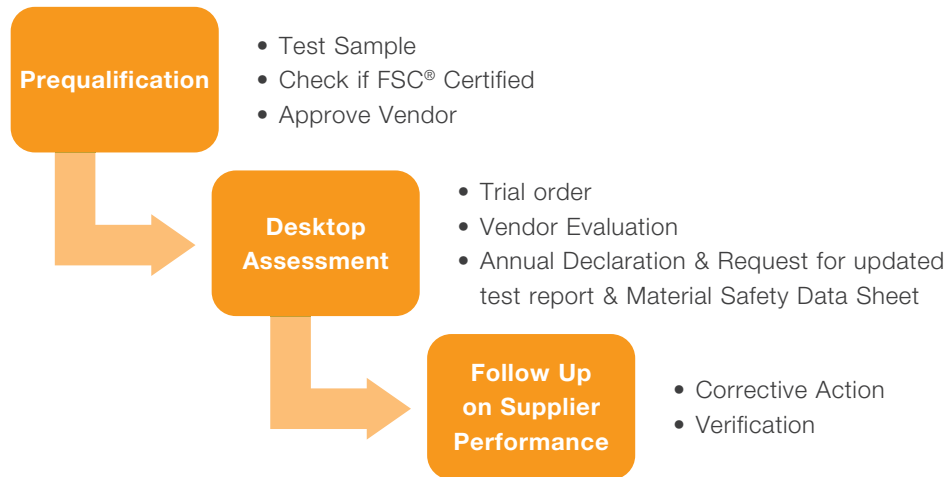 Prequalification
• Test Sample
• Check if FSC® Certified
• Approve Vendor
Desktop
Assessment
• Trial order
• Vendor Evaluation
• Annual Declaration & Request for updated
test report & Material Safety Data Sheet
Follow Up
on Supplier
Performance
• Corrective Action
• Verification